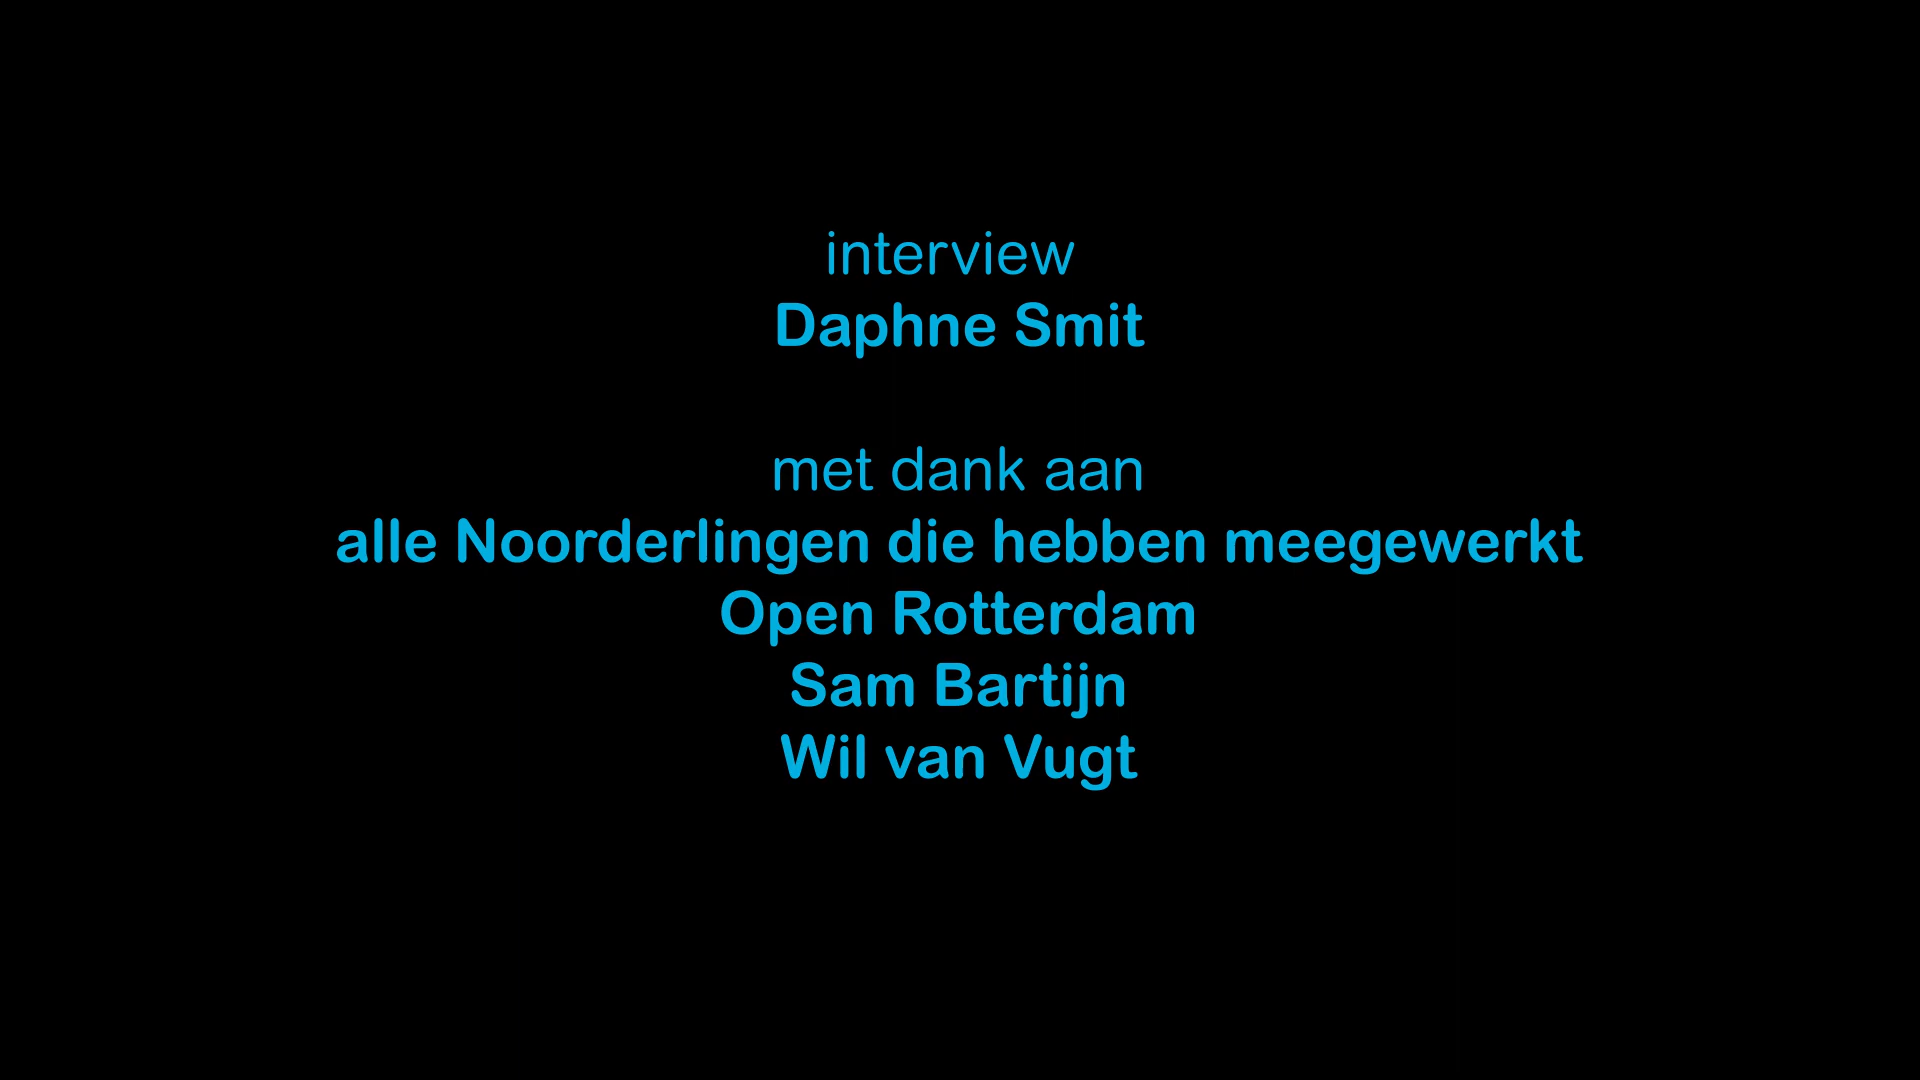 interview
Daphne Smit
met dank aan
alle Noorderlingen die hebben meegewerkt
Open Rotterdam
Sam Bartijn
Wil van Vugt